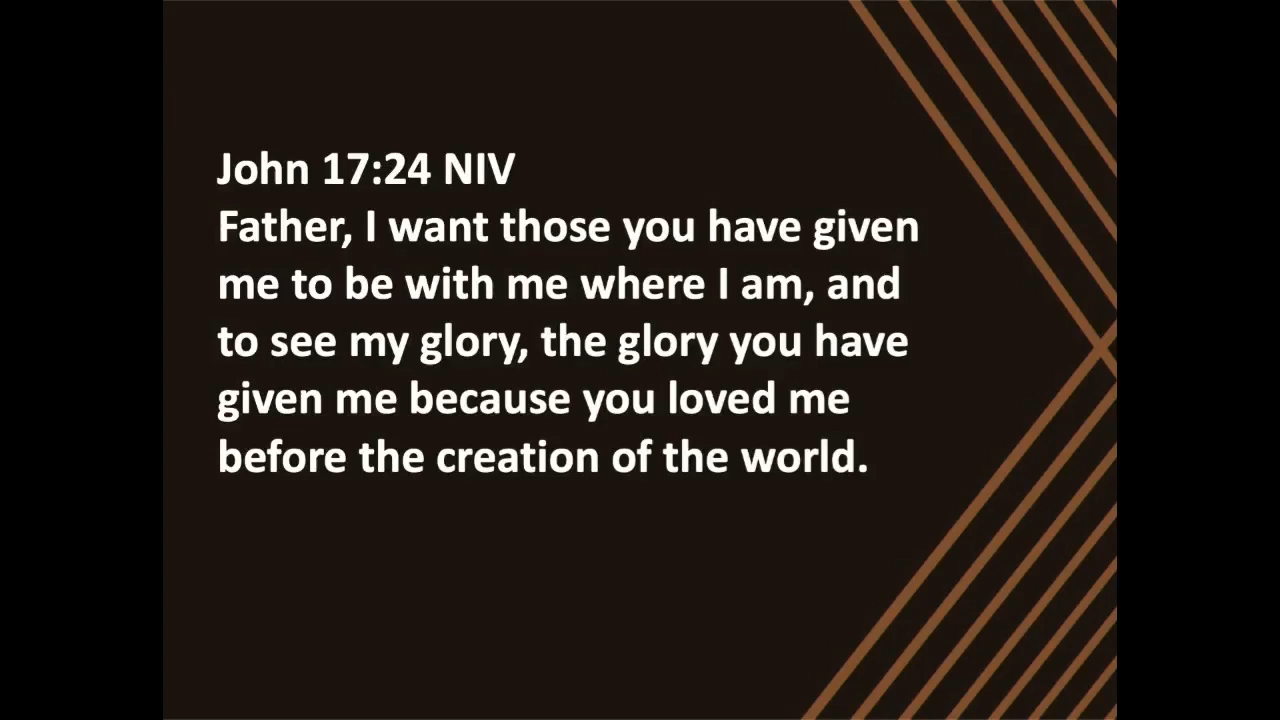 John 17:24 NIV
Father, I want those you have given
me to be with me where I am, and
to see my glory, the glory you have
given me because you loved me
before the creation of the world.